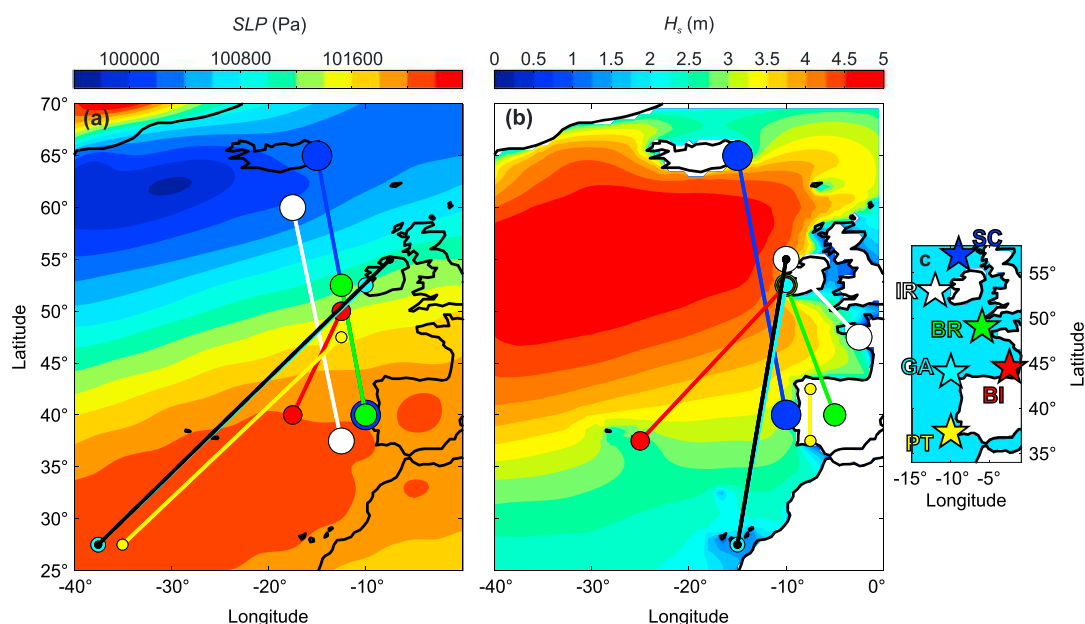 SLP (Pa)
100000 100800 101600
Hs (m)
0 0.5 1 1.5 2 2.5 3 3.5 4 4.5 5
(a)
70°
65°
60°
55°
50°
45°
40°
35°
30°
25°
Latitude
-40° -30° -20° -10°
Longitude
(b)
-40° -30° -20° -10° 0°
Longitude
c
SC
IR
BR
GA
BI
PT
55°
50°
45°
40°
35°
Latitude
-15° -10° -5°
Longitude